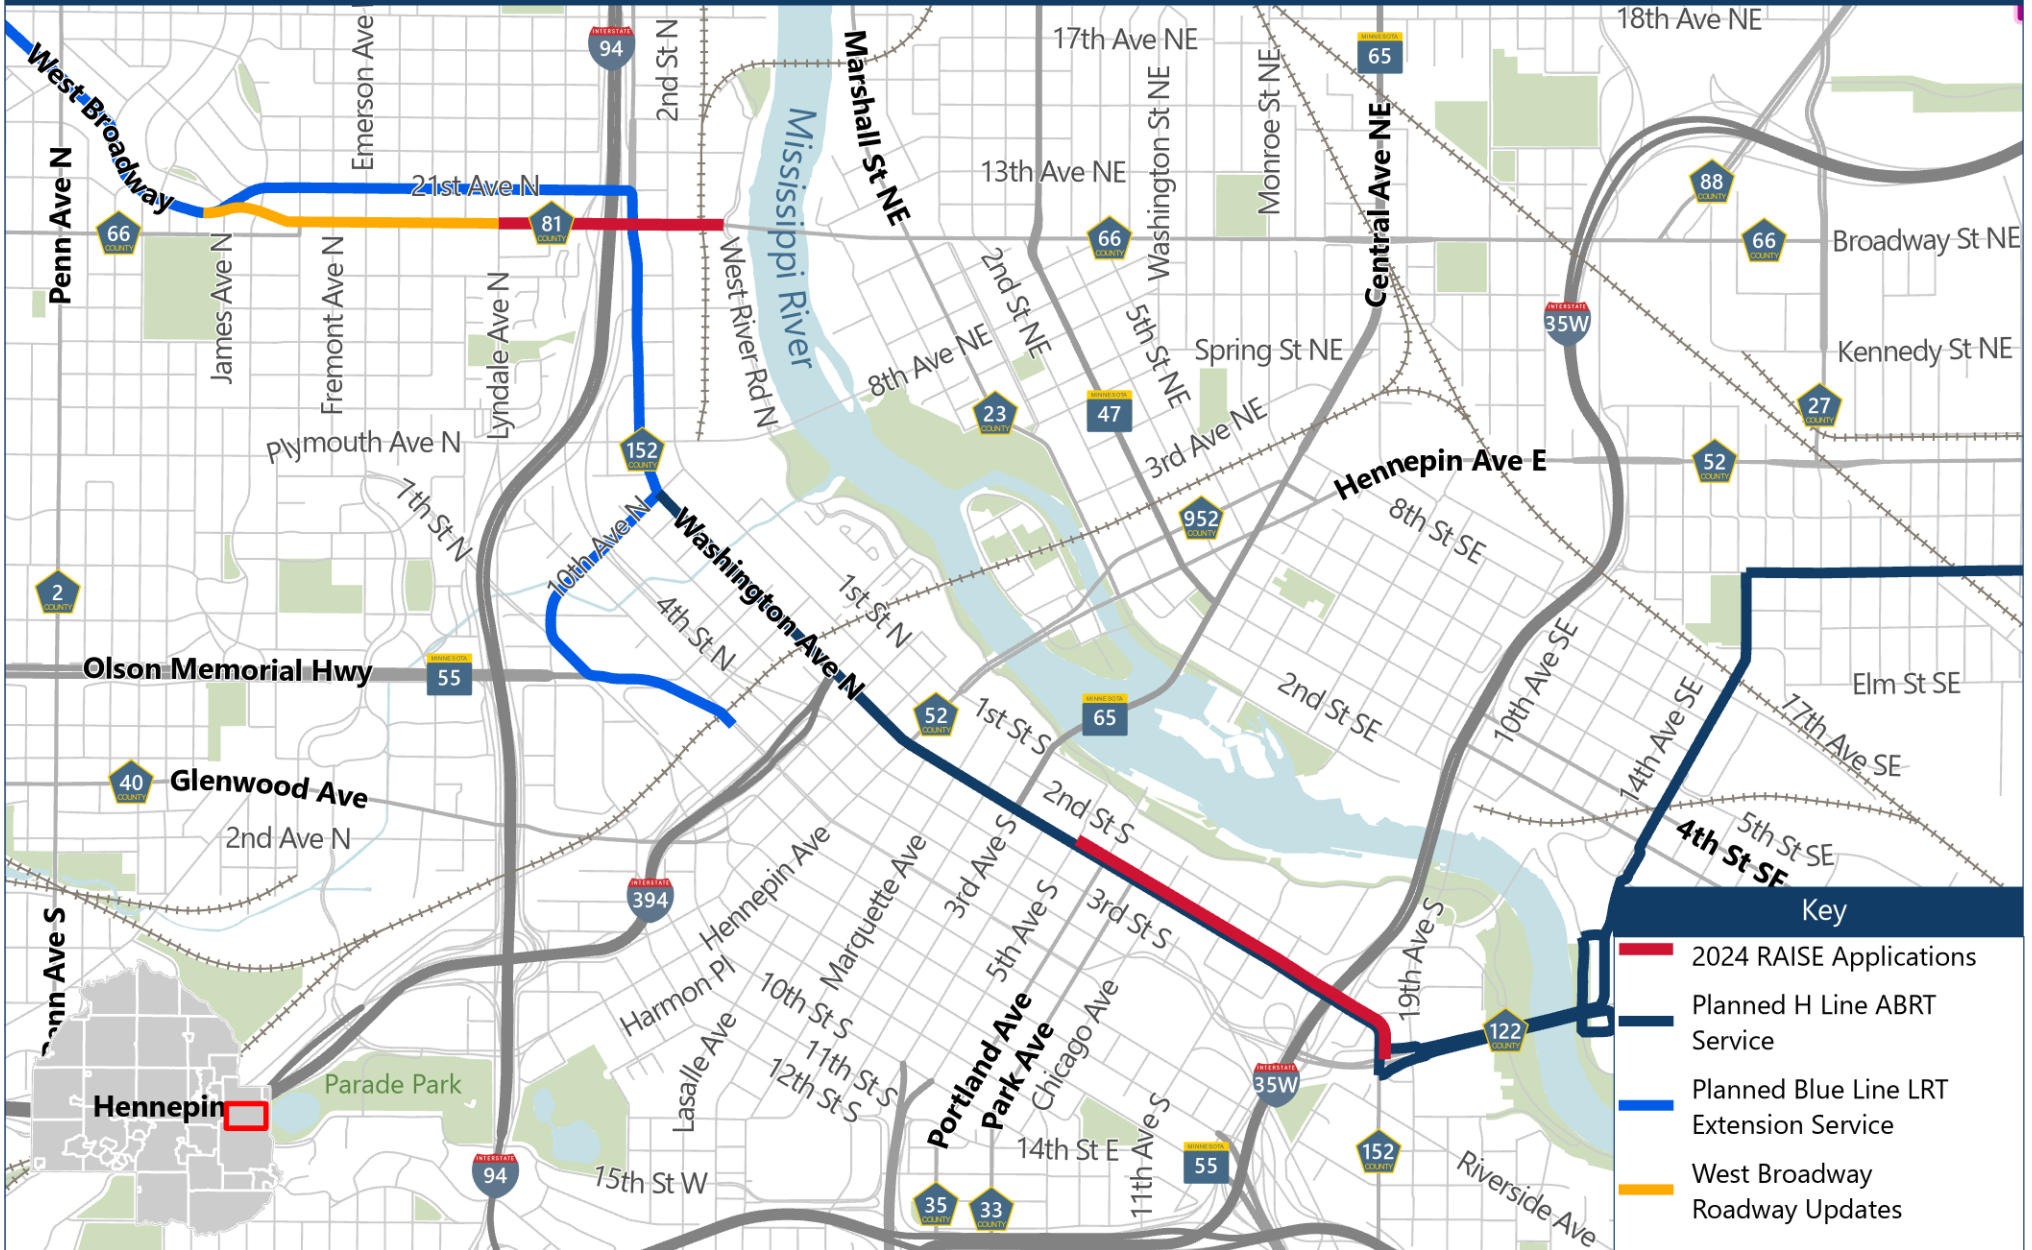 18th Ave NE
17th Ave NE
INTERSTATE
94
MINNESOTA
65
2nd St N
Emerson Ave
West Broadway
Marshall St NE
Washington St NE
Monroe St NE
Central Ave NE
Mississippi River
Penn Ave N
13th Ave NE
21st Ave N
88
COUNTY
66
COUNTY
81
COUNTY
66
COUNTY
66
COUNTY
Broadway St NE
James Ave N
Fremont Ave N
Lyndale Ave N
West River Rd N
2nd St NE
5th St NE
INTERSTATE
35W
8th Ave NE
Spring St NE
Kennedy St NE
23
COUNTY
MINNESOTA
47
27
COUNTY
Plymouth Ave N
152
COUNTY
3rd Ave NE
Hennepin Ave E
52
COUNTY
7th St N
10th Ave N
Washington Ave N
952
COUNTY
8th St SE
2
COUNTY
4th St N
1st St N
Olson Memorial Hwy
MINNESOTA
55
52
COUNTY
1st St S
MINNESOTA
65
2nd St SE
10th Ave SE
14th Ave SE
Elm St SE
17th Ave SE
40
COUNTY
Glenwood Ave
2nd Ave N
2nd St S
5th St SE
4th St SE
INTERSTATE
394
Hennepin Ave
Marquette Ave
3rd Ave S
5th Ave S
3rd St S
19th Ave S
Harmon Pl
10th St S
11th St S
12th St S
Lasalle Ave
Portland Ave
Park Ave
Chicago Ave
122
COUNTY
INTERSTATE
35W
Parade Park
Hennepin
14th St E
11th Ave S
MINNESOTA
55
152
COUNTY
Riverside Ave
INTERSTATE
94
15th St W
35
COUNTY
33
COUNTY
Key
2024 RAISE Applications
Planned H Line ABRT
Service
Planned Blue Line LRT
Extension Service
West Broadway
Roadway Updates